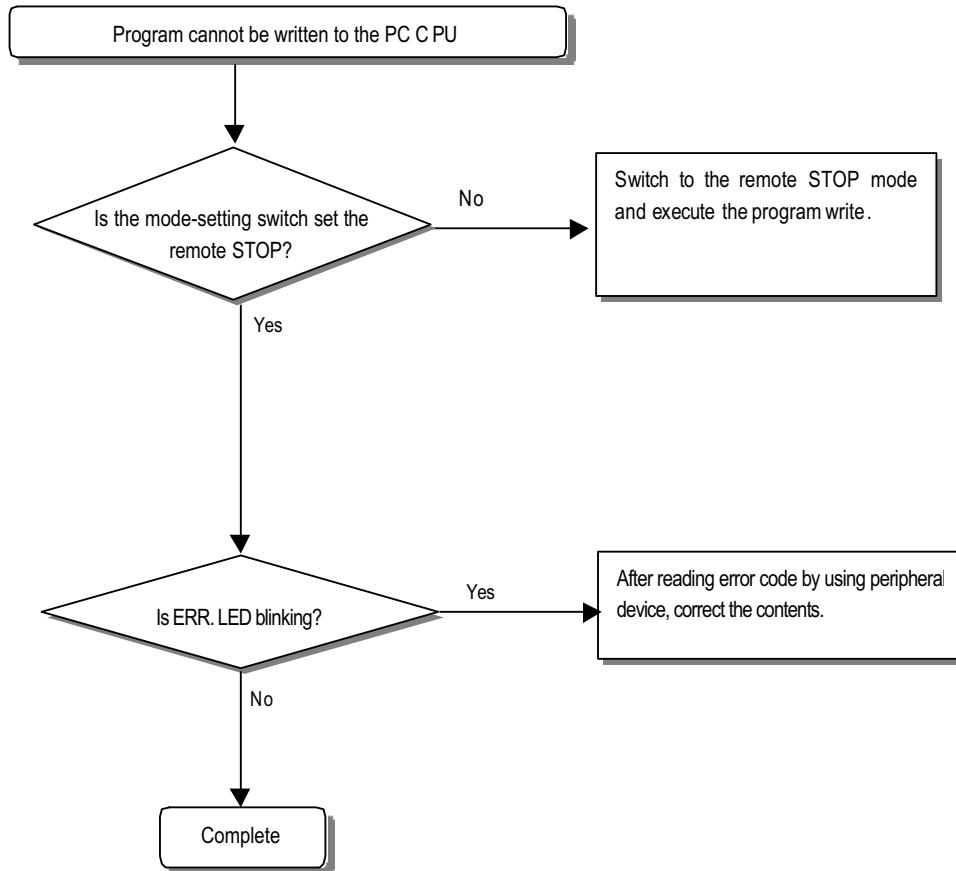 Program cannot be written to the PC C PU
Is the mode-setting switch set the
remote STOP?
No
Switch to the remote STOP mode
and execute the program write.
Yes
Is ERR. LED blinking?
Yes
After reading error code by using peripheral
device, correct the contents.
No
Complete